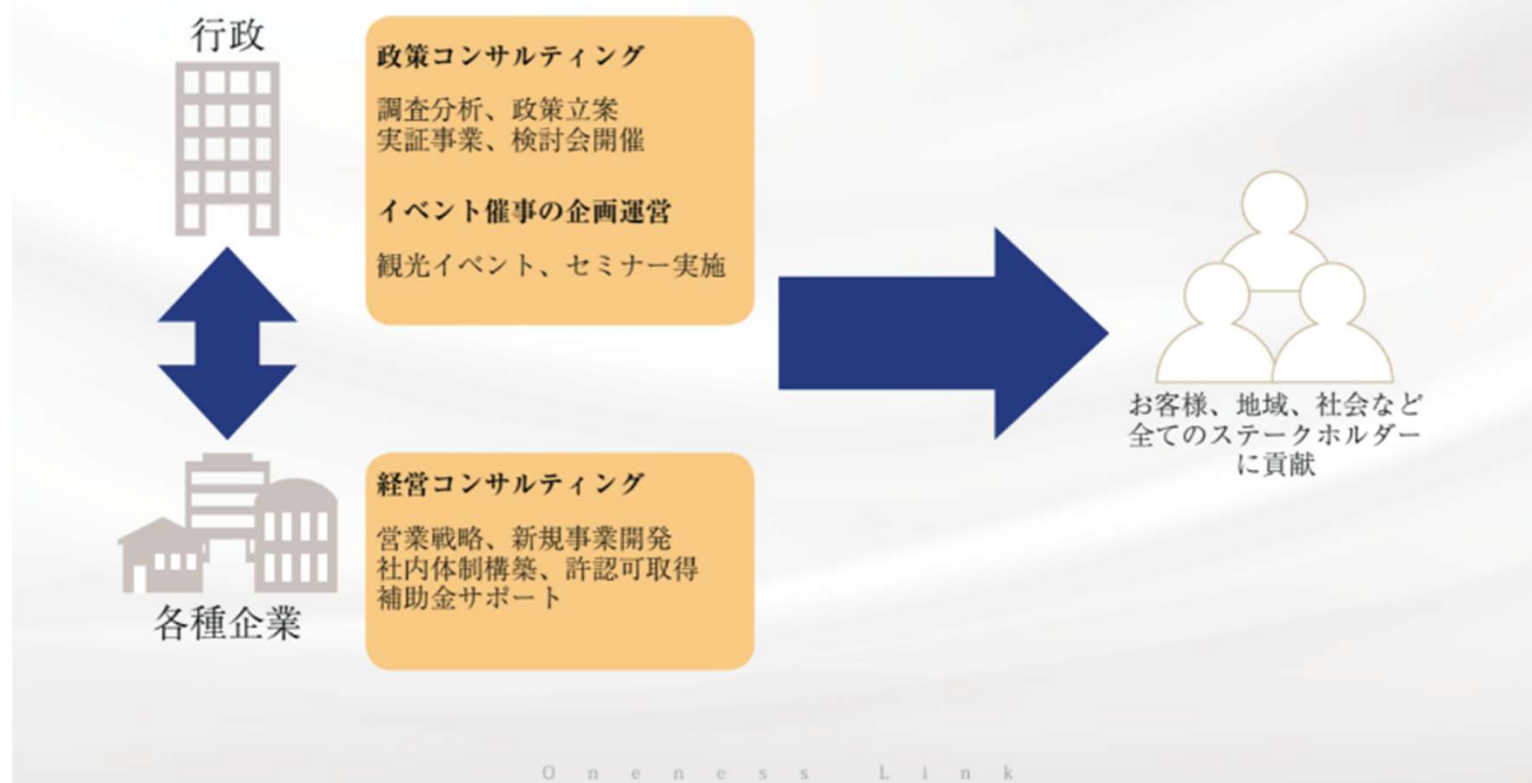 行政
政策コンサルティング
調査分析、政策立案
実証事業、検討会開催
イベント催事の企画運営
観光イベント、セミナー実施
各種企業
経営コンサルティング
営業戦略、新規事業開発
社内体制構築、許認可取得
補助金サポート
お客様、地域、社会など
全てのステークホルダー
に貢献
Oneness Link